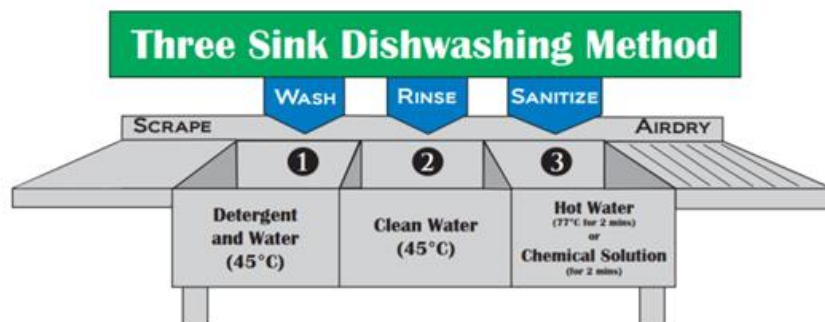 Three Sink Dishwashing Method
WASH
RINSE
SANITIZE
SCRAPE
AIRDRY
1
2
3
Detergent
and Water
(45°C)
Clean Water
(45°C)
Hot Water
(77°C for 2 mins)
or
Chemical Solution
(for 2 mins)